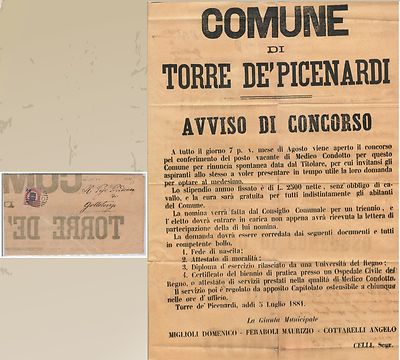 COMUNE
DI
TORRE DE' PICENARDI
AVVISO DI CONCORSO
A tutto il giorno 7 p. v. mese di Agosto viene aperto il concorso
pel conferimento del posto vacante di Medico Condotto per questo
Comune per rinuncia spontanea data dal Titolare, per cui invitansi gli
aspiranti allo stesso a voler presentare in tempo utile la loro domanda
per optare al medesimo.
Lo stipendio annuo fissato è di L. 2500 nette, senz'obbligo di ca-
vallo, e la cura sarà gratuita per tutti indistintamente gli abitanti
del Comune.
La nomina verrà fatta dal Consiglio Comunale per un triennio, e
l'eletto dovrà entrare in carica non appena avrà ricevuta la lettera di
partecipazione della di lui nomina.
La domanda dovrà essere corredata dai seguenti documenti e tutti
in competente bollo.
1. Fede di nascita;
2. Attestato di moralità;
3. Diploma d'esercizio rilasciato da una Università del Regno;
4. Certificato del biennio di pratica presso un Ospedale Civile del
Regno, o attestato di servizii prestati nella qualità di Medico Condotto.
Il servizio poi è regolato da apposito Capitolato ostensibile a chiunque
nelle ore d'ufficio.
Torre de' Picenardi, addì 5 Luglio 1881.
La Giunta Municipale
MIGLIOLI DOMENICO - FERABOLI MAURIZIO - COTTARELLI ANGELO
CELLI, Segr.
COM
TORRE DE'